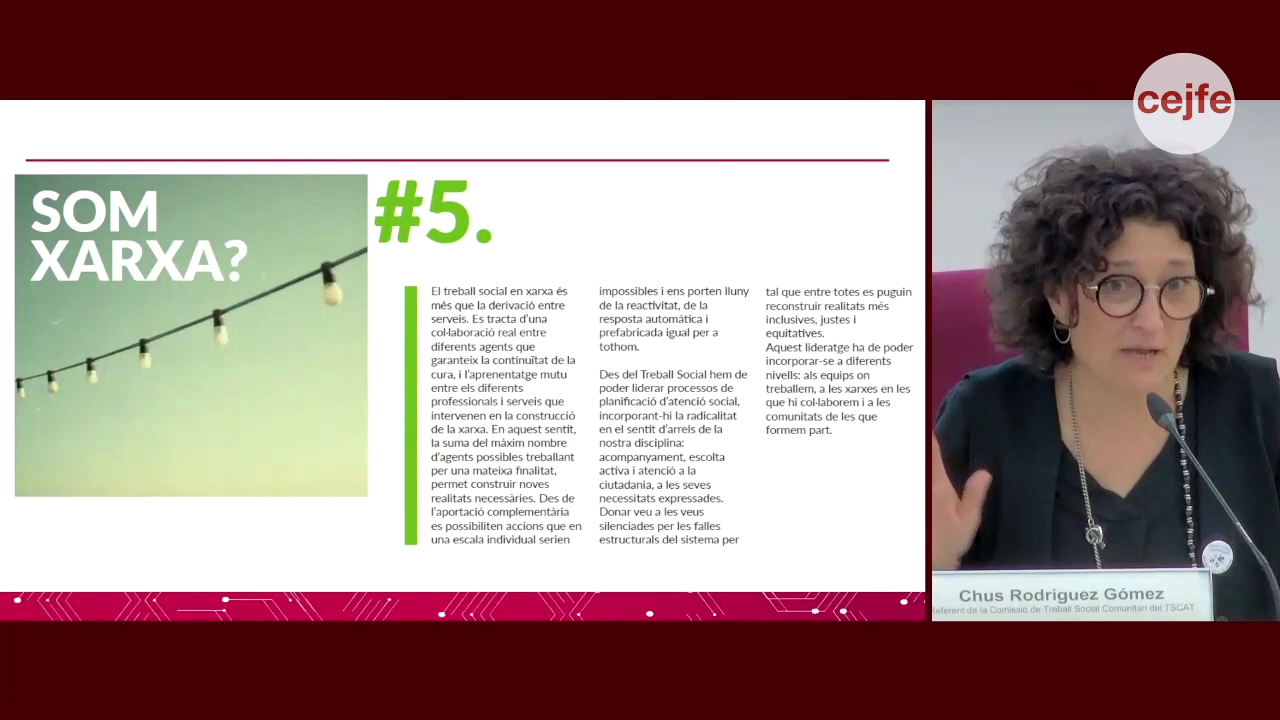 cejfe
SOM
XARXA?
#5.
El treball social en xarxa és
més que la derivació entre
serveis. Es tracta d'una
col·laboració real entre
diferents agents que
garanteix la continuïtat de la
cura, i l'aprenentatge mutu
entre els diferents
professionals i serveis que
intervenen en la construcció
de la xarxa. En aquest sentit,
la suma del màxim nombre
d'agents possibles treballant
per una mateixa finalitat,
permet construir noves
realitats necessàries. Des de
l'aportació complementària
es possibiliten accions que en
una escala individual serien
impossibles i ens porten lluny
de la reactivitat, de la
resposta automàtica i
prefabricada igual per a
tothom.
Des del Treball Social hem de
poder liderar processos de
planificació d'atenció social,
incorporant-hi la radicalitat
en el sentit d'arrels de la
nostra disciplina:
acompanyament, escolta
activa i atenció a la
ciutadania, a les seves
necessitats expressades.
Donar veu a les veus
silenciades per les falles
estructurals del sistema per
tal que entre totes es puguin
reconstruir realitats més
inclusives, justes i
equitatives.
Aquest lideratge ha de poder
incorporar-se a diferents
nivells: als equips on
treballem, a les xarxes en les
que hi col·laborem i a les
comunitats de les que
formem part.
Chus Rodriguez Gómez
Referent de la Comissió de Treball Social Comunitari del TSCAT